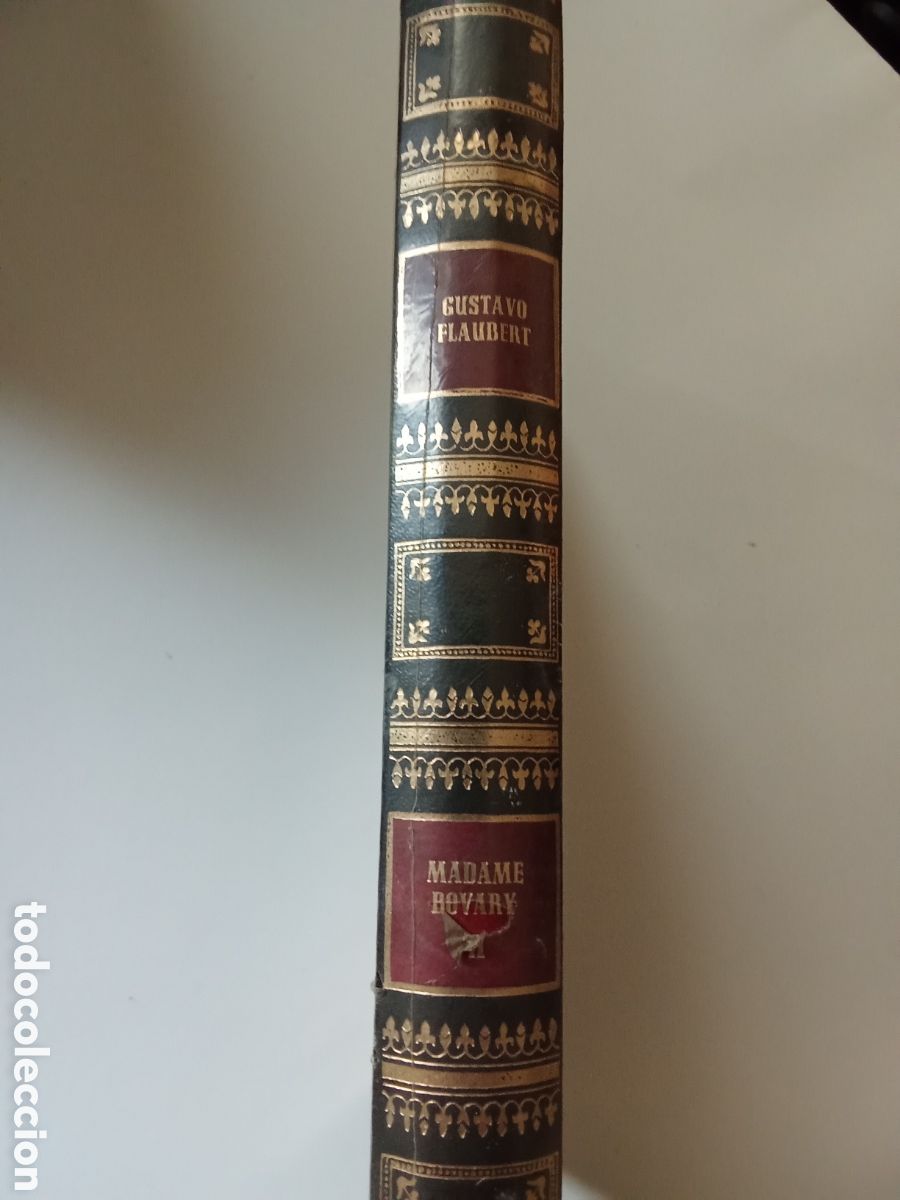 GUSTAVO
FLAUBERT
MADAME
BOVARY
II
todocoleccion